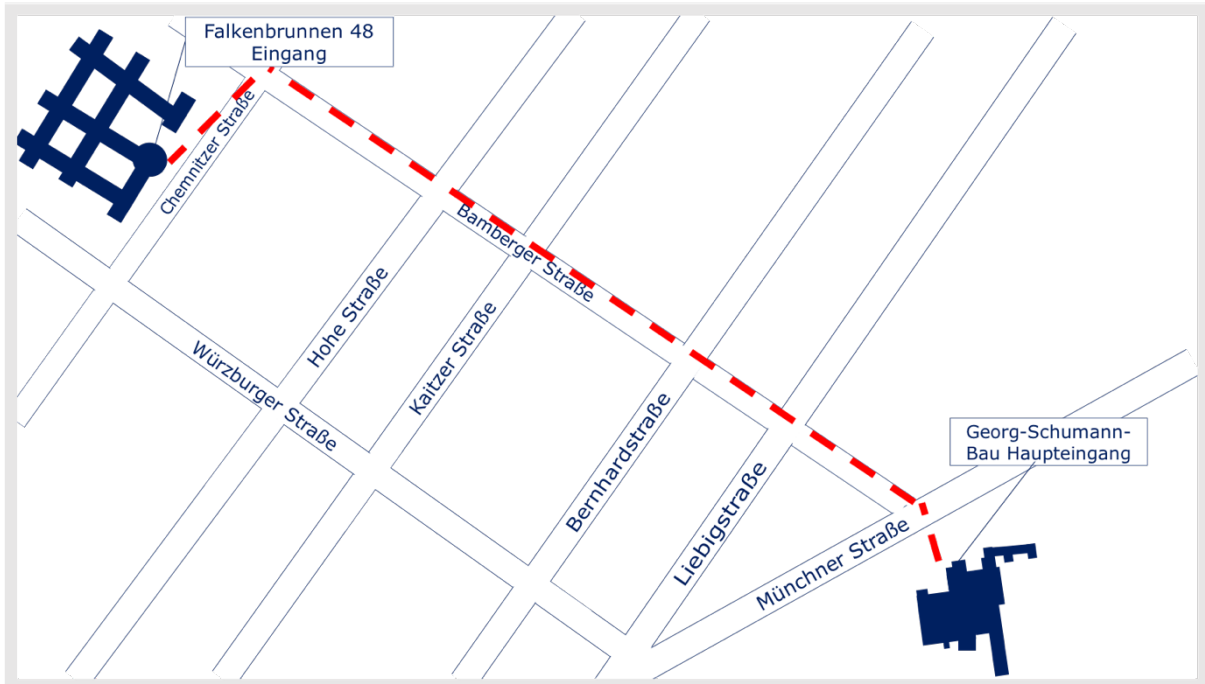 Falkenbrunnen 48
Eingang
Chemnitzer Straße
Bamberger Straße
Hohe Straße
Kaitzer Straße
Würzburger Straße
Bernhardstraße
Liebigstraße
Georg-Schumann-
Bau Haupteingang
Münchner Straße